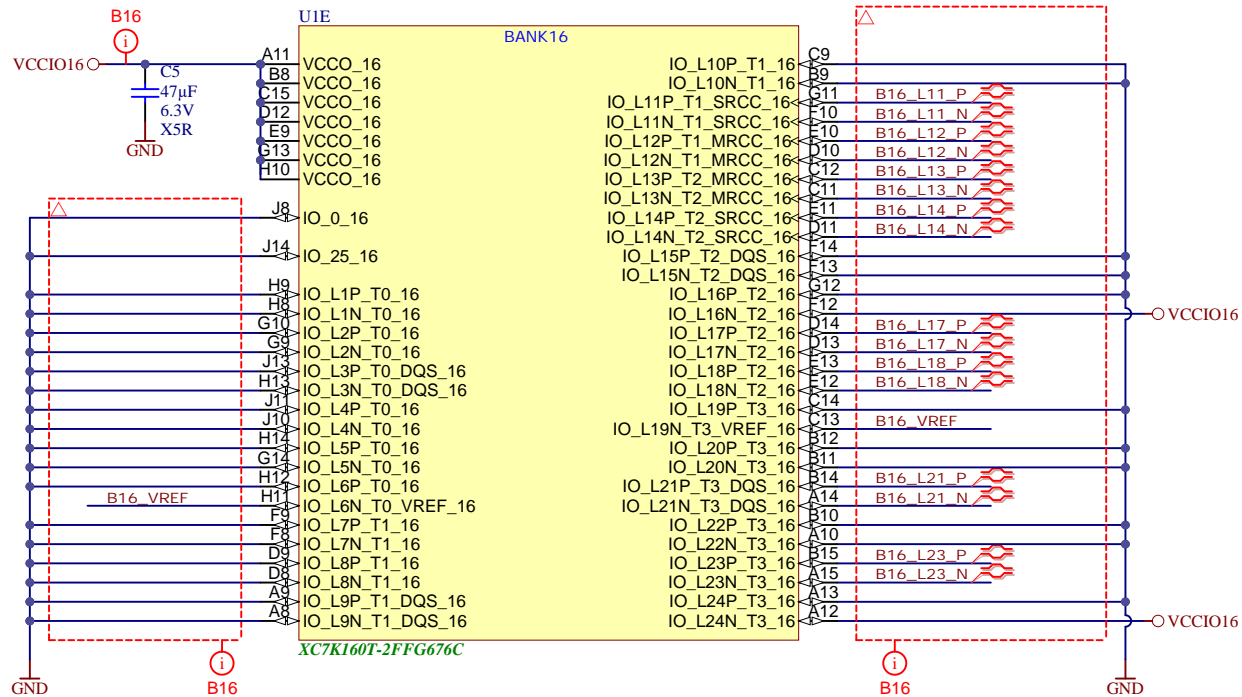 B16
i
VCCIO16
C5
47µF
6.3V
X5R
GND
U1E
BANK16
A11 VCCO_16
B8 VCCO_16
C15 VCCO_16
D12 VCCO_16
E9 VCCO_16
G13 VCCO_16
H10 VCCO_16
J8 IO_0_16
J14 IO_25_16
H9 IO_L1P_T0_16
H8 IO_L1N_T0_16
G10 IO_L2P_T0_16
G9 IO_L2N_T0_16
J13 IO_L3P_T0_DQS_16
H13 IO_L3N_T0_DQS_16
J11 IO_L4P_T0_16
J10 IO_L4N_T0_16
H14 IO_L5P_T0_16
G14 IO_L5N_T0_16
H12 IO_L6P_T0_16
B16_VREF H11 IO_L6N_T0_VREF_16
F9 IO_L7P_T1_16
F8 IO_L7N_T1_16
D9 IO_L8P_T1_16
D8 IO_L8N_T1_16
A9 IO_L9P_T1_DQS_16
A8 IO_L9N_T1_DQS_16
IO_L10P_T1_16 C9
IO_L10N_T1_16 B9
IO_L11P_T1_SRCC_16 G11 B16_L11_P
IO_L11N_T1_SRCC_16 F10 B16_L11_N
IO_L12P_T1_MRCC_16 E10 B16_L12_P
IO_L12N_T1_MRCC_16 D10 B16_L12_N
IO_L13P_T2_MRCC_16 C12 B16_L13_P
IO_L13N_T2_MRCC_16 C11 B16_L13_N
IO_L14P_T2_SRCC_16 E11 B16_L14_P
IO_L14N_T2_SRCC_16 D11 B16_L14_N
IO_L15P_T2_DQS_16 F14
IO_L15N_T2_DQS_16 F13
IO_L16P_T2_16 G12
IO_L16N_T2_16 F12 VCCIO16
IO_L17P_T2_16 D14 B16_L17_P
IO_L17N_T2_16 D13 B16_L17_N
IO_L18P_T2_16 E13 B16_L18_P
IO_L18N_T2_16 E12 B16_L18_N
IO_L19P_T3_16 C14
IO_L19N_T3_VREF_16 C13 B16_VREF
IO_L20P_T3_16 B12
IO_L20N_T3_16 B11
IO_L21P_T3_DQS_16 B14 B16_L21_P
IO_L21N_T3_DQS_16 A14 B16_L21_N
IO_L22P_T3_16 B10
IO_L22N_T3_16 A10
IO_L23P_T3_16 B15 B16_L23_P
IO_L23N_T3_16 A15 B16_L23_N
IO_L24P_T3_16 A13
IO_L24N_T3_16 A12 VCCIO16
XC7K160T-2FFG676C
GND
i
B16
i
B16
GND